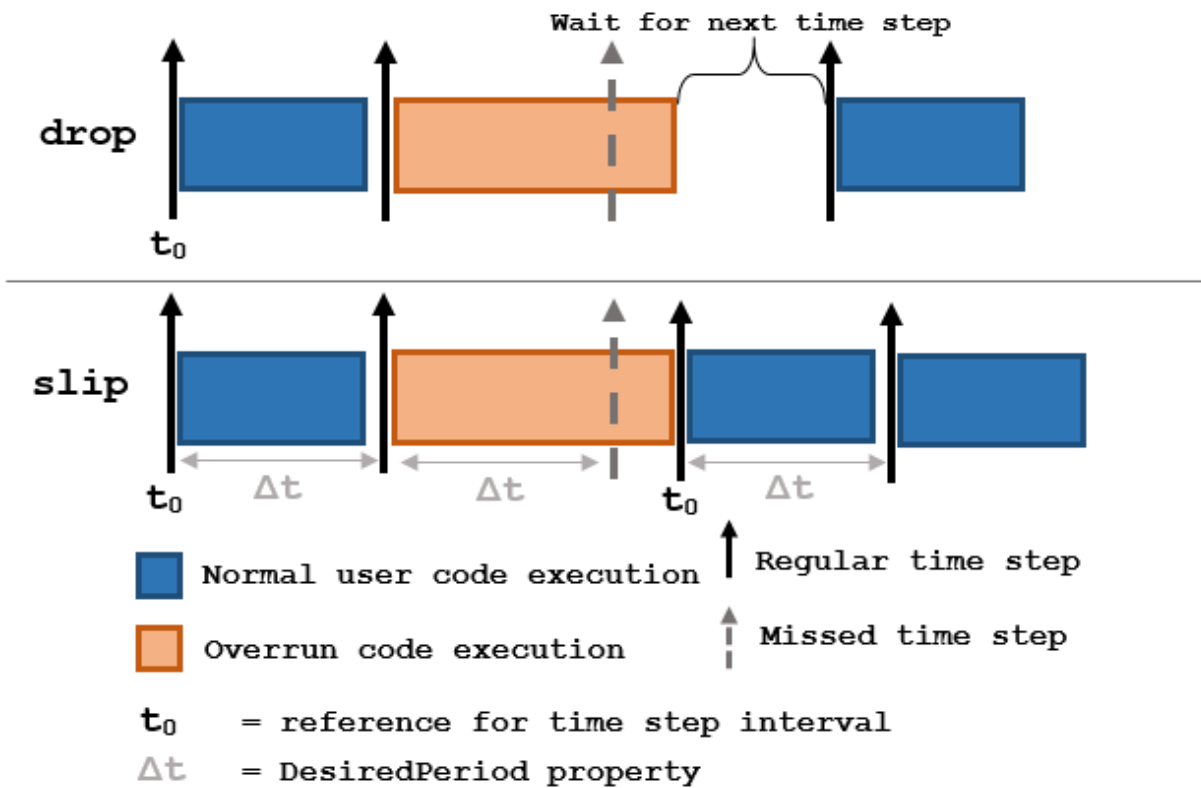 Wait for next time step
drop
t₀
slip
Δt
Δt
Δt
t₀
t₀
Normal user code execution
Regular time step
Overrun code execution
Missed time step
t₀ = reference for time step interval
Δt = DesiredPeriod property